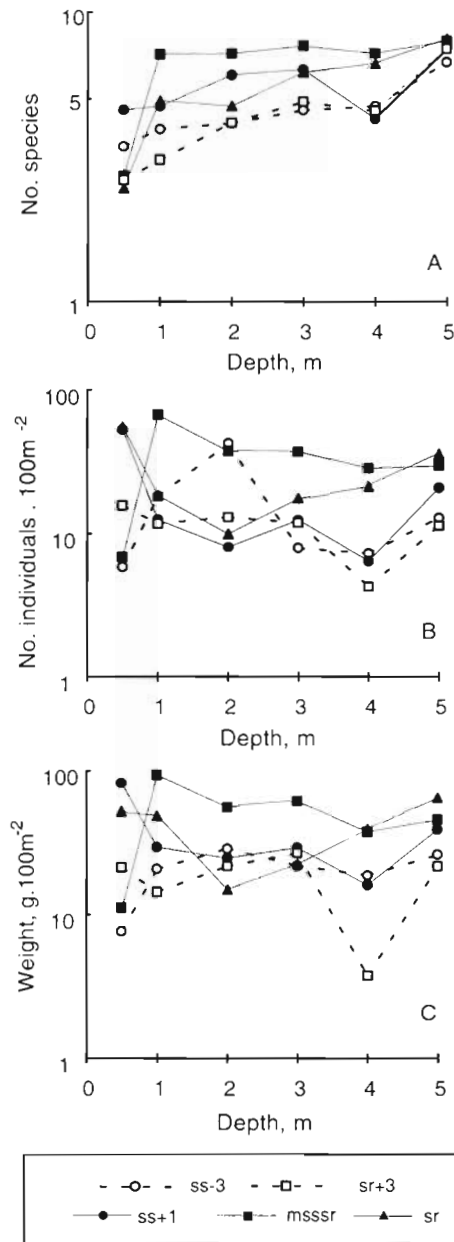 10
5
1
No. species
A
0 1 2 3 4 5
Depth, m
100
10
1
No. individuals . 100m⁻²
B
0 1 2 3 4 5
Depth, m
100
10
1
Weight, g.100m⁻²
C
0 1 2 3 4 5
Depth, m
ss-3 sr+3
ss+1 msssr sr